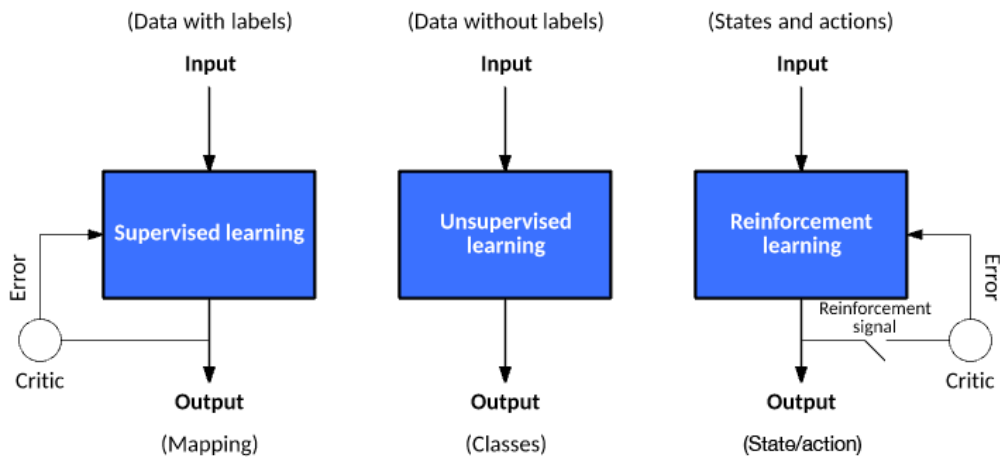 (Data with labels)
Input
Supervised learning
Error
Critic
Output
(Mapping)
(Data without labels)
Input
Unsupervised
learning
Output
(Classes)
(States and actions)
Input
Reinforcement
learning
Error
Reinforcement
signal
Critic
Output
(State/action)